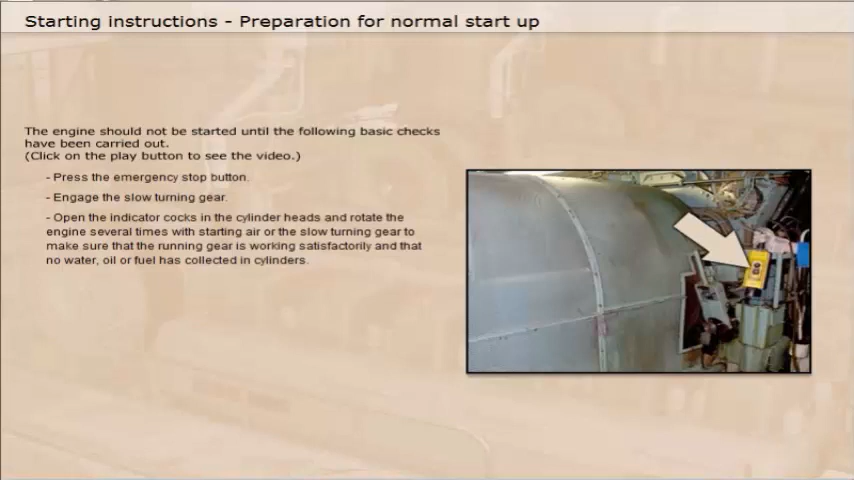 Starting instructions - Preparation for normal start up
The engine should not be started until the following basic checks
have been carried out.
(Click on the play button to see the video.)
- Press the emergency stop button.
- Engage the slow turning gear.
- Open the indicator cocks in the cylinder heads and rotate the
engine several times with starting air or the slow turning gear to
make sure that the running gear is working satisfactorily and that
no water, oil or fuel has collected in cylinders.